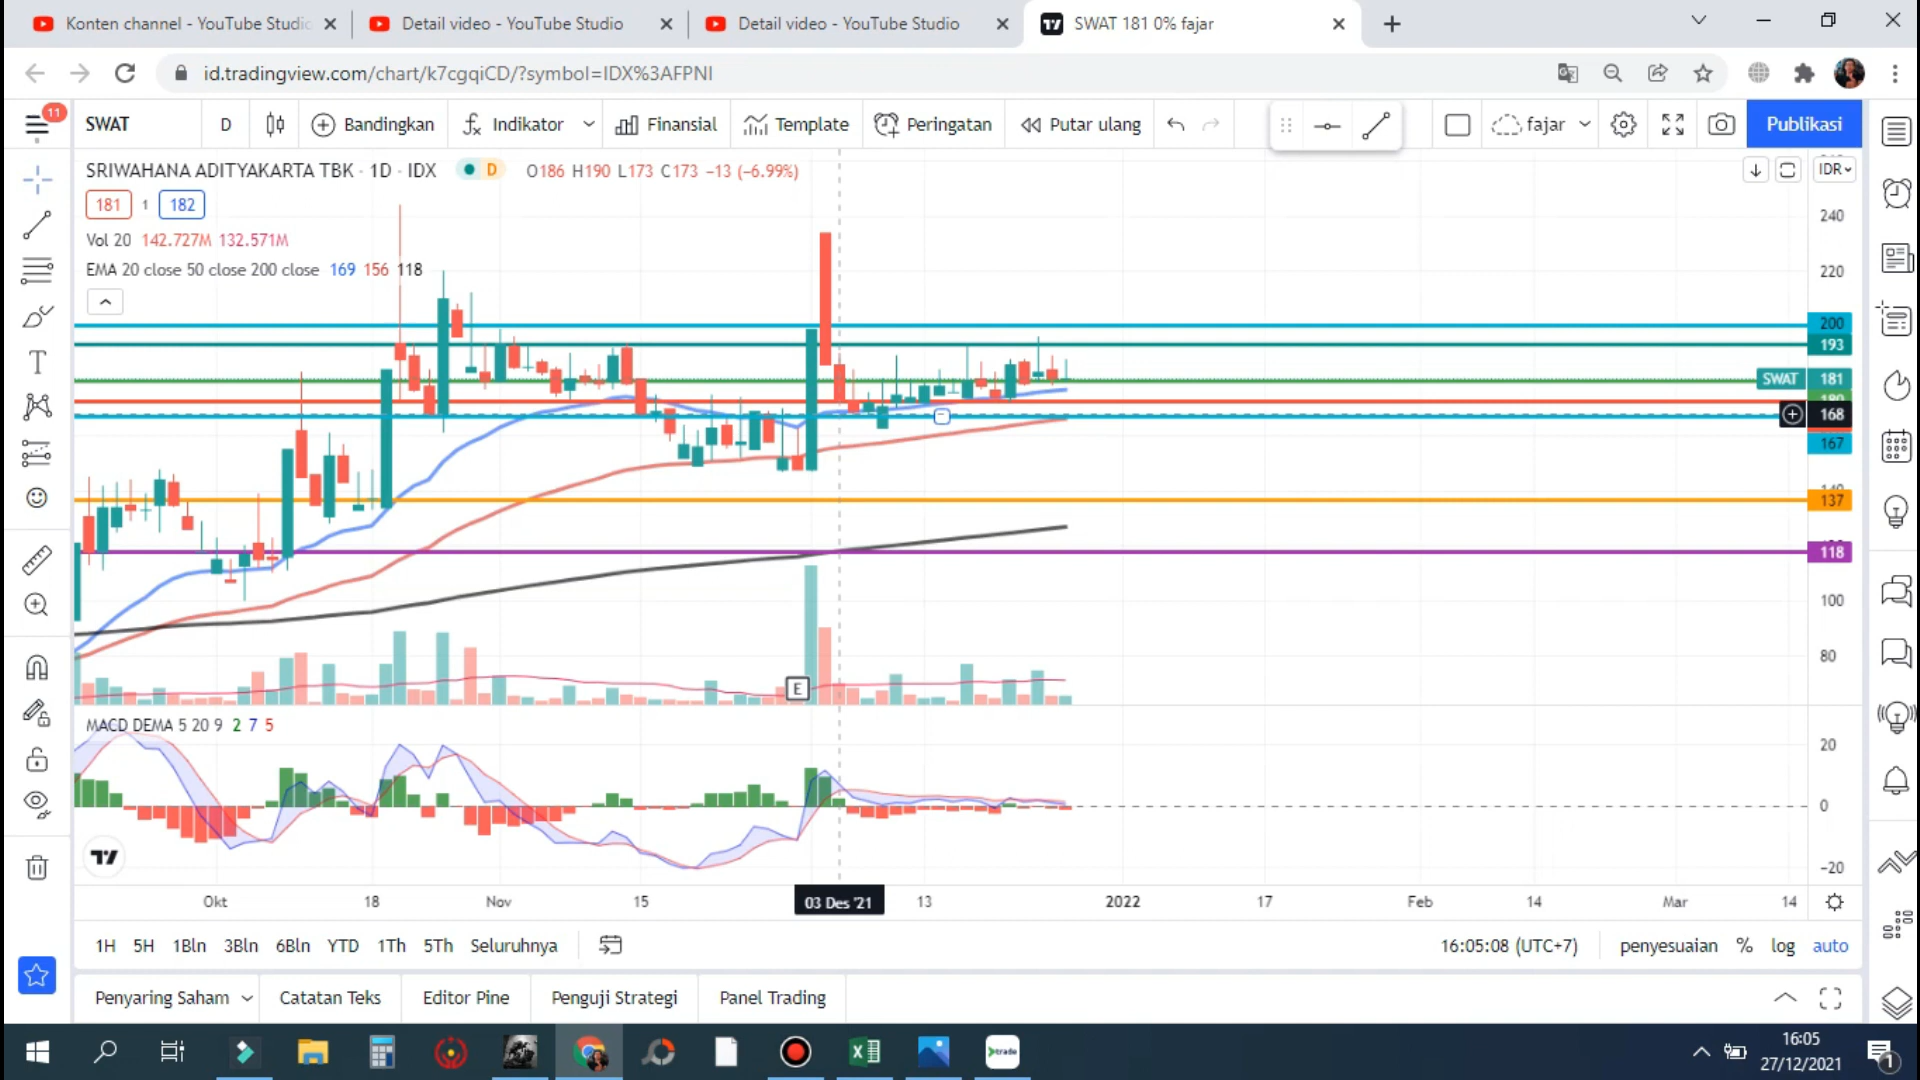 Konten channel - YouTube Studio
Detail video - YouTube Studio
Detail video - YouTube Studio
SWAT 181 0% fajar
id.tradingview.com/chart/k7cgqiCD/?symbol=IDX%3AFPNI
11
SWAT
D
Bandingkan
Indikator
Finansial
Template
Peringatan
Putar ulang
fajar
Publikasi
SRIWAHANA ADITYAKARTA TBK · 1D · IDX
D
O186 H190 L173 C173 −13 (−6.99%)
IDR
181 1 182
Vol 20 142.727M 132.571M
EMA 20 close 50 close 200 close 169 156 118
240
220
200
193
SWAT 181
180
168
167
140
137
118
100
80
E
MACD DEMA 5 20 9 2 7 5
20
0
−20
Okt
18
Nov
15
03 Des '21
13
2022
17
Feb
14
Mar
14
1H 5H 1Bln 3Bln 6Bln YTD 1Th 5Th Seluruhnya
16:05:08 (UTC+7)
penyesuaian % log auto
Penyaring Saham
Catatan Teks
Editor Pine
Penguji Strategi
Panel Trading
trade
16:05
27/12/2021
1